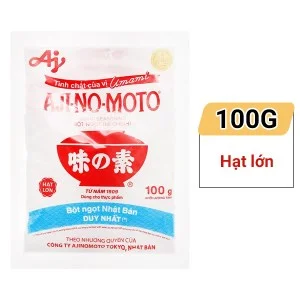 Aj
Tinh chất của vị Umami
AJI-NO-MOTO
味の素
®
HẠT
LỚN
TỪ NĂM 1909
Dùng cho thực phẩm
100 g
Bột ngọt Nhật Bản
DUY NHẤT
THEO NHƯỢNG QUYỀN CỦA
CÔNG TY AJINOMOTO TOKYO, NHẬT BẢN
100G
Hạt lớn